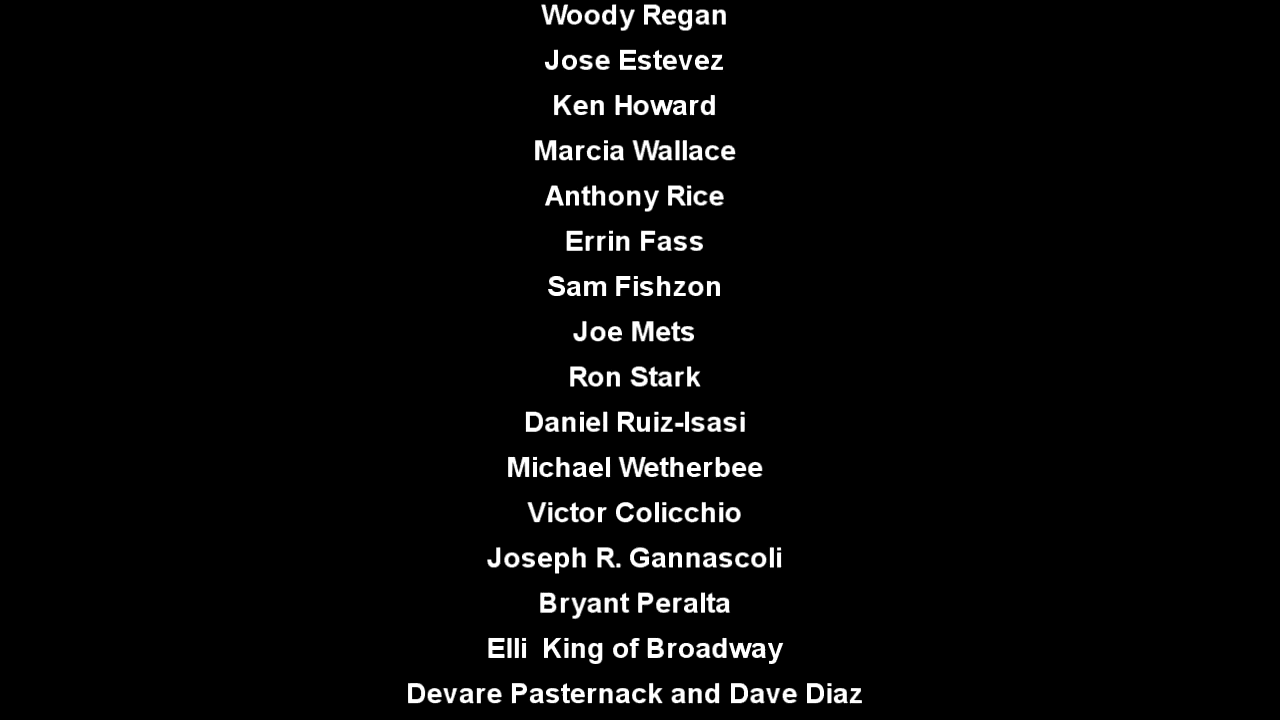 Woody Regan
Jose Estevez
Ken Howard
Marcia Wallace
Anthony Rice
Errin Fass
Sam Fishzon
Joe Mets
Ron Stark
Daniel Ruiz-Isasi
Michael Wetherbee
Victor Colicchio
Joseph R. Gannascoli
Bryant Peralta
Elli  King of Broadway
Devare Pasternack and Dave Diaz